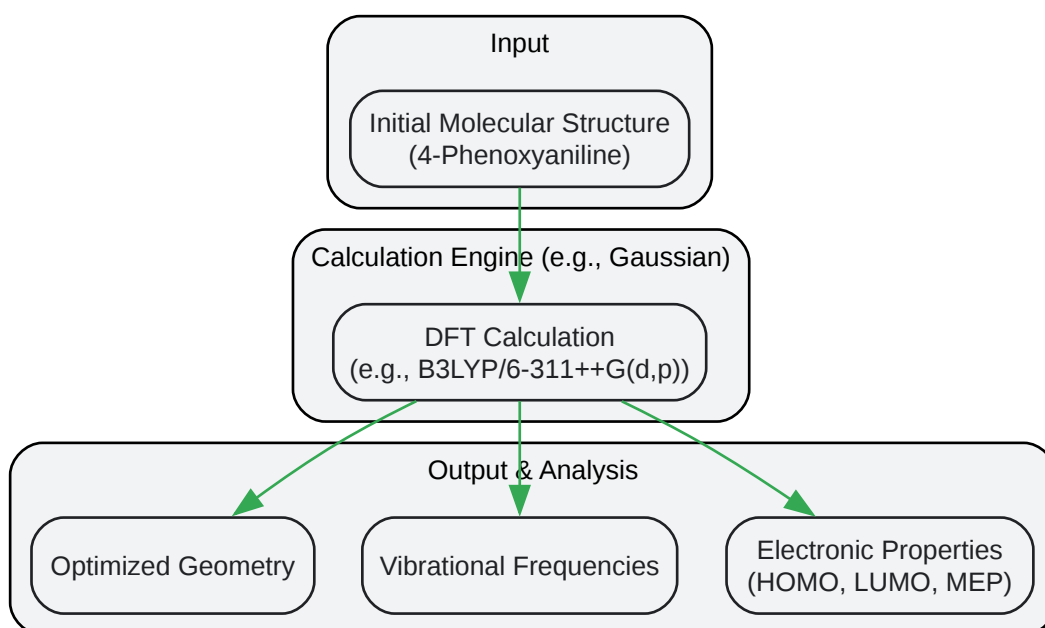 Input
Initial Molecular Structure
(4-Phenoxyaniline)
Calculation Engine (e.g., Gaussian)
DFT Calculation
(e.g., B3LYP/6-311++G(d,p))
Output & Analysis
Optimized Geometry
Vibrational Frequencies
Electronic Properties
(HOMO, LUMO, MEP)